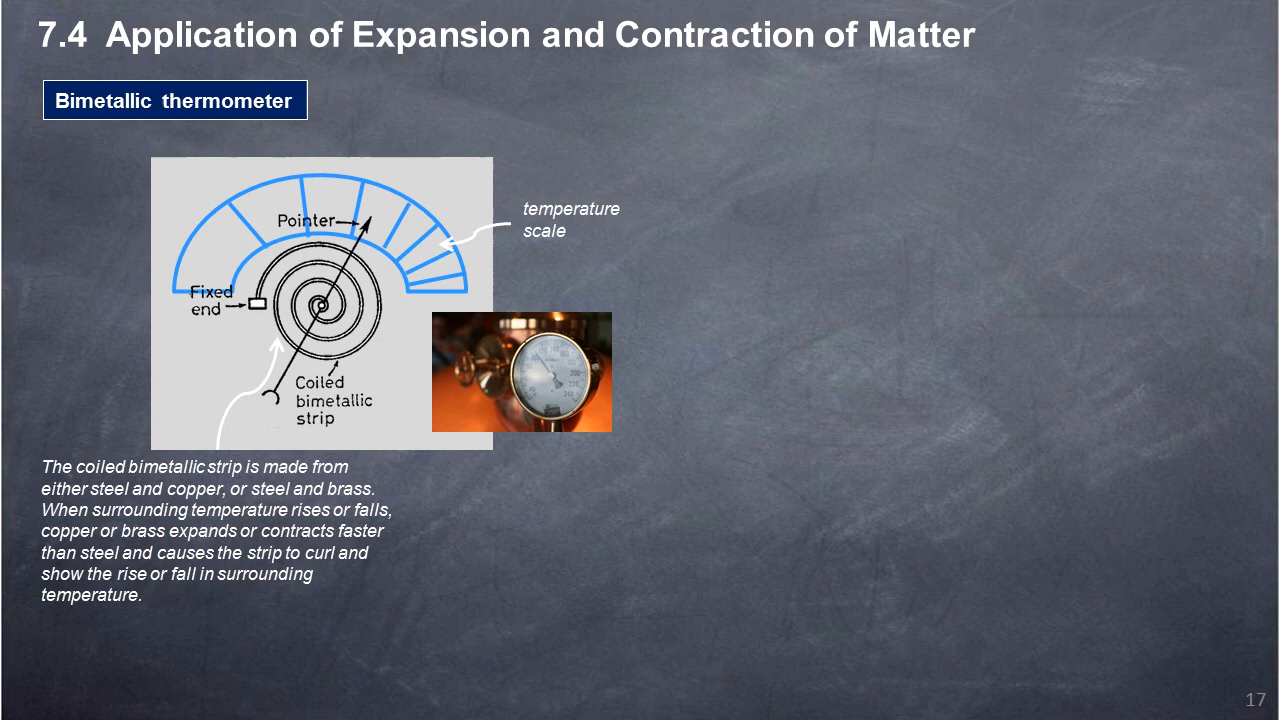 7.4 Application of Expansion and Contraction of Matter
Bimetallic thermometer
temperature
scale
Pointer
Fixed
end
Coiled
bimetallic
strip
The coiled bimetallic strip is made from
either steel and copper, or steel and brass.
When surrounding temperature rises or falls,
copper or brass expands or contracts faster
than steel and causes the strip to curl and
show the rise or fall in surrounding
temperature.
17